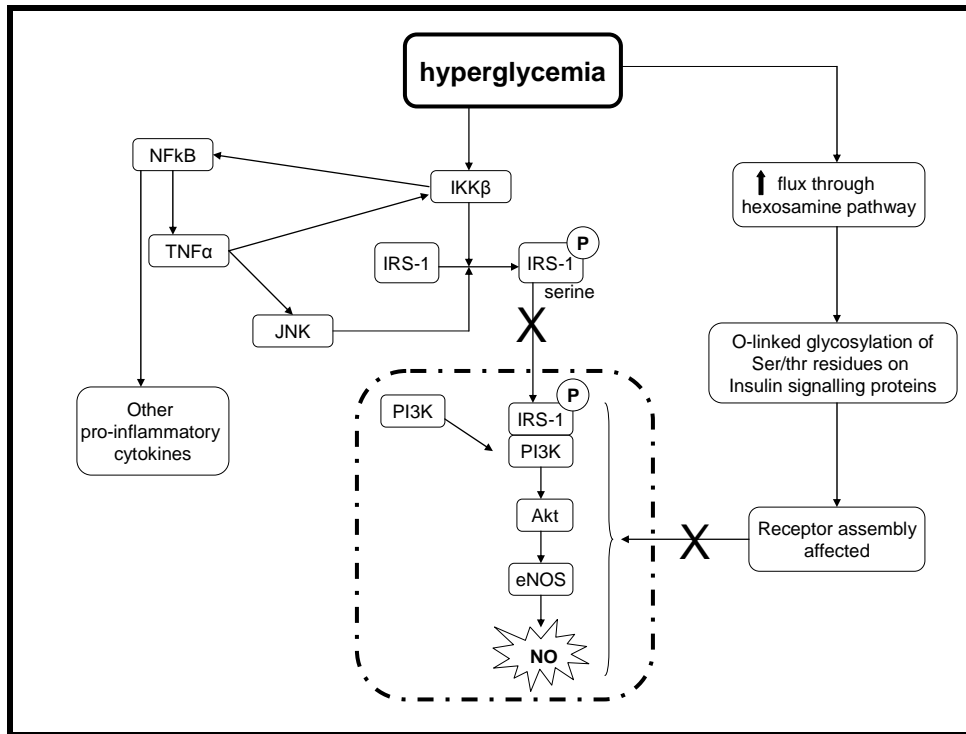 hyperglycemia
NFkB
IKKβ
⬆ flux through
hexosamine pathway
TNFα
IRS-1
IRS-1
P
serine
JNK
O-linked glycosylation of
Ser/thr residues on
Insulin signalling proteins
X
Other
pro-inflammatory
cytokines
PI3K
P
IRS-1
PI3K
Akt
Receptor assembly
affected
X
eNOS
NO